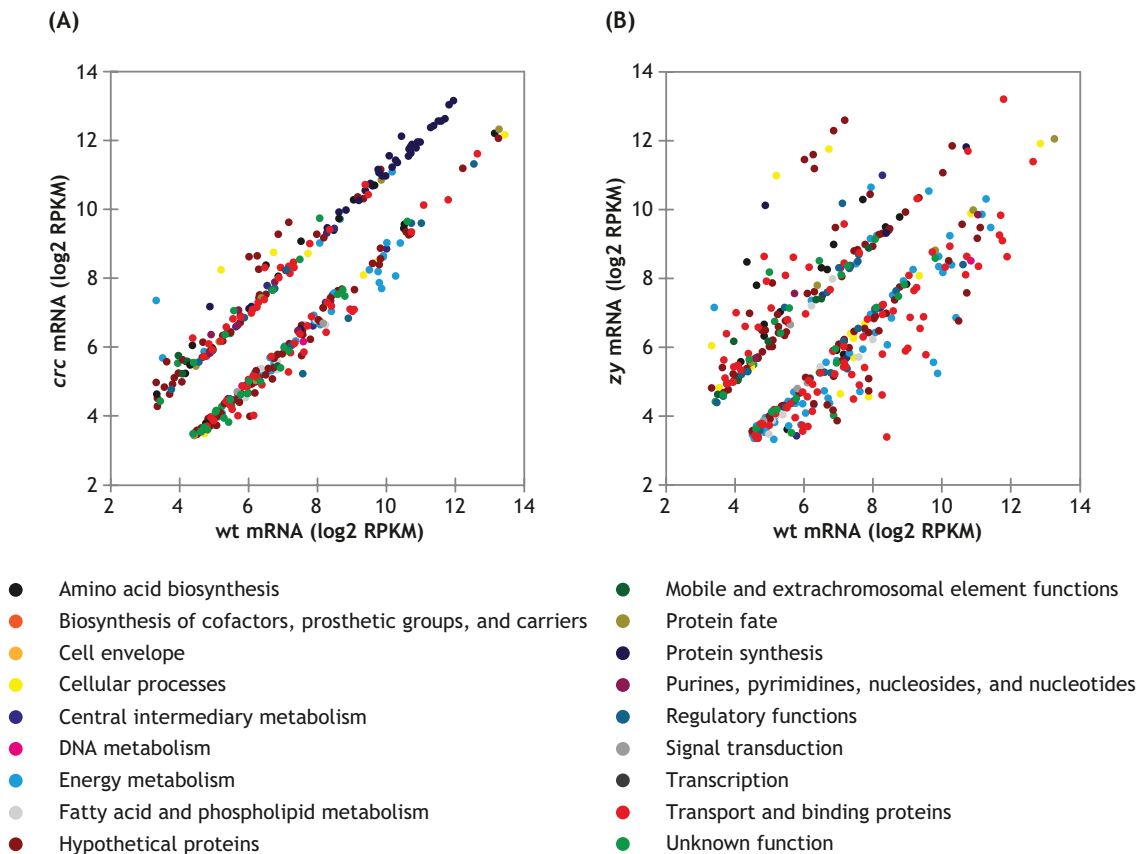 (A)
(B)
crc mRNA (log2 RPKM)
14
12
10
8
6
4
2
2
4
6
8
10
12
14
wt mRNA (log2 RPKM)
zy mRNA (log2 RPKM)
14
12
10
8
6
4
2
2
4
6
8
10
12
14
wt mRNA (log2 RPKM)
Amino acid biosynthesis
Biosynthesis of cofactors, prosthetic groups, and carriers
Cell envelope
Cellular processes
Central intermediary metabolism
DNA metabolism
Energy metabolism
Fatty acid and phospholipid metabolism
Hypothetical proteins
Mobile and extrachromosomal element functions
Protein fate
Protein synthesis
Purines, pyrimidines, nucleosides, and nucleotides
Regulatory functions
Signal transduction
Transcription
Transport and binding proteins
Unknown function